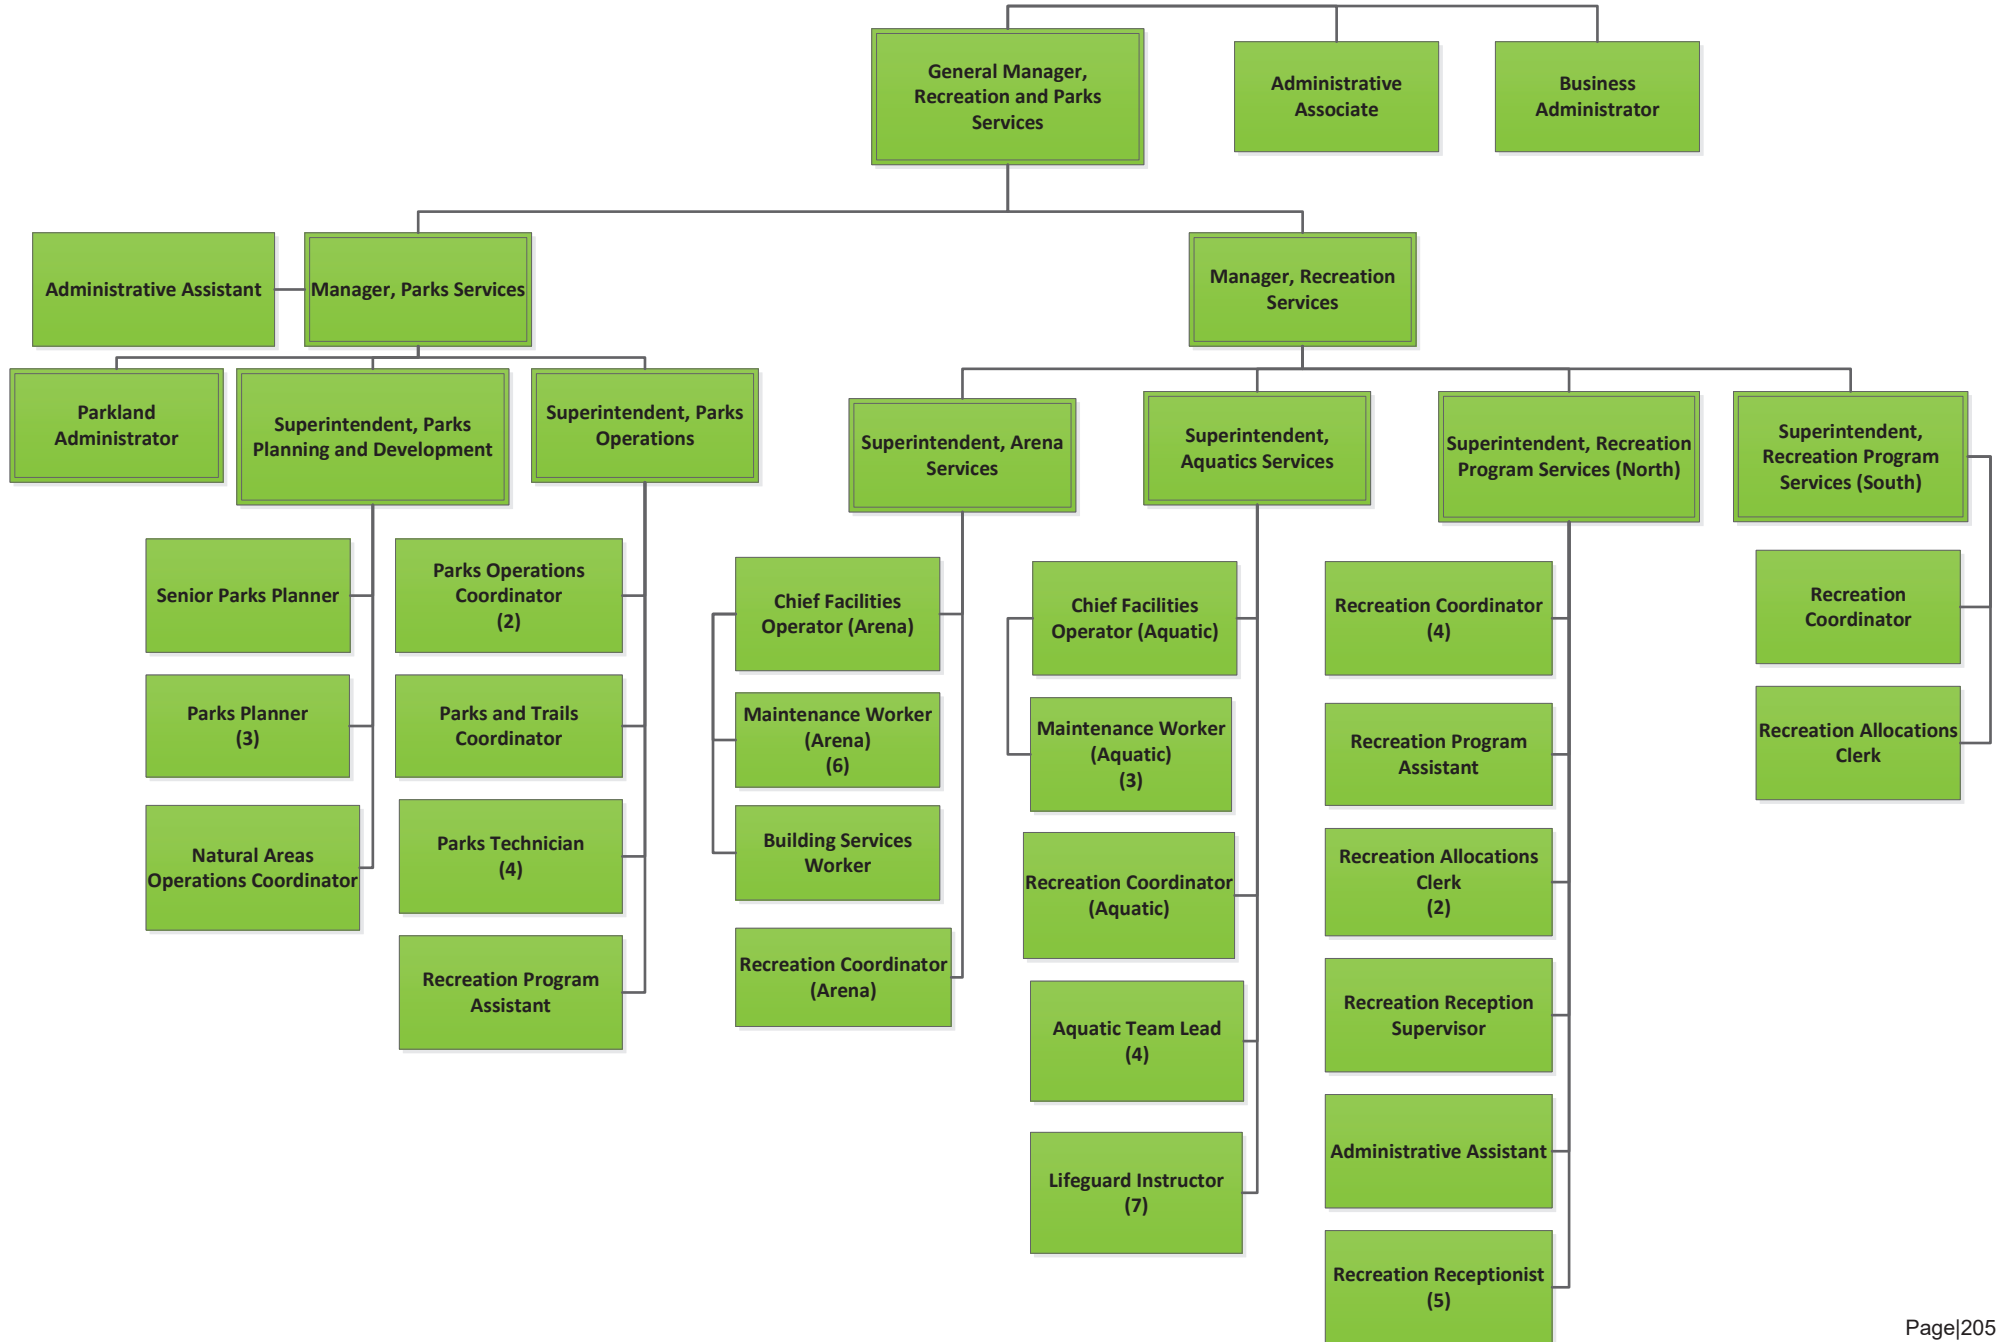 General Manager,
Recreation and Parks
Services
Administrative
Associate
Business
Administrator
Administrative Assistant
Manager, Parks Services
Manager, Recreation
Services
Parkland
Administrator
Superintendent, Parks
Planning and Development
Superintendent, Parks
Operations
Superintendent, Arena
Services
Superintendent,
Aquatics Services
Superintendent, Recreation
Program Services (North)
Superintendent,
Recreation Program
Services (South)
Senior Parks Planner
Parks Planner
(3)
Natural Areas
Operations Coordinator
Parks Operations
Coordinator
(2)
Parks and Trails
Coordinator
Parks Technician
(4)
Recreation Program
Assistant
Chief Facilities
Operator (Arena)
Maintenance Worker
(Arena)
(6)
Building Services
Worker
Recreation Coordinator
(Arena)
Chief Facilities
Operator (Aquatic)
Maintenance Worker
(Aquatic)
(3)
Recreation Coordinator
(Aquatic)
Aquatic Team Lead
(4)
Lifeguard Instructor
(7)
Recreation Coordinator
(4)
Recreation Program
Assistant
Recreation Allocations
Clerk
(2)
Recreation Reception
Supervisor
Administrative Assistant
Recreation Receptionist
(5)
Recreation
Coordinator
Recreation Allocations
Clerk
Page|205